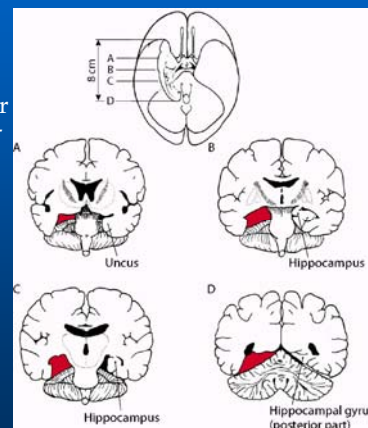 8 cm
A
B
C
D
r
A
B
Uncus
Hippocampus
C
D
Hippocampus
Hippocampal gyru
(posterior part)